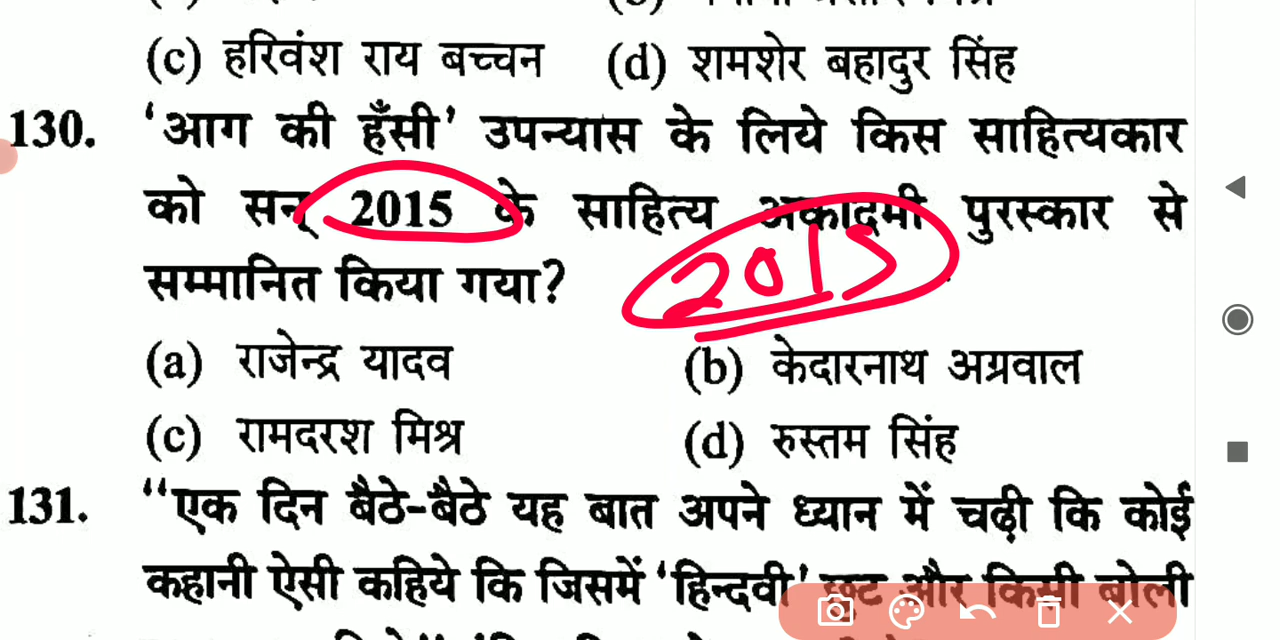 (c) हरिवंश राय बच्चन (d) शमशेर बहादुर सिंह
130. ‘आग की हँसी’ उपन्यास के लिये किस साहित्यकार
को सन् 2015 के साहित्य अकादमी पुरस्कार से
सम्मानित किया गया?
2015
(a) राजेन्द्र यादव (b) केदारनाथ अग्रवाल
(c) रामदरश मिश्र (d) रुस्तम सिंह
131. “एक दिन बैठे-बैठे यह बात अपने ध्यान में चढ़ी कि कोई
कहानी ऐसी कहिये कि जिसमें ‘हिन्दवी’ छुट और किसी बोली